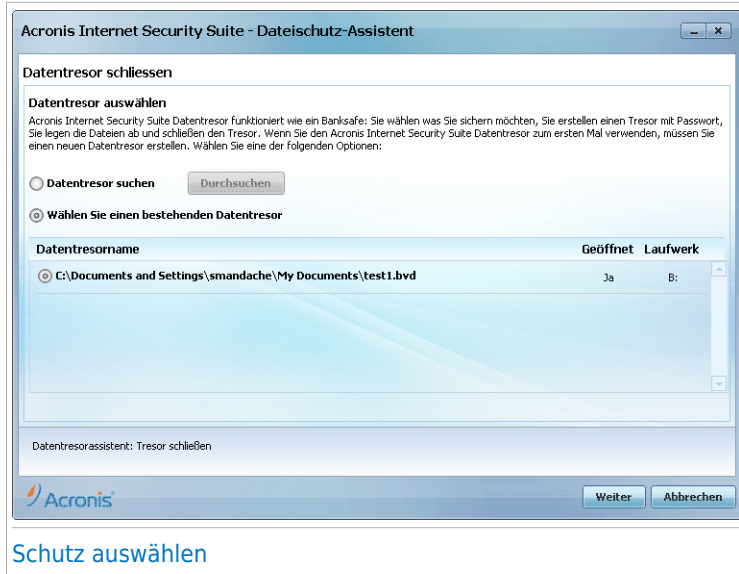 Acronis Internet Security Suite - Dateischutz-Assistent
Datentresor schliessen
Datentresor auswählen
Acronis Internet Security Suite Datentresor funktioniert wie ein Banksafe: Sie wählen was Sie sichern möchten, Sie erstellen einen Tresor mit Passwort,
Sie legen die Dateien ab und schließen den Tresor. Wenn Sie den Acronis Internet Security Suite Datentresor zum ersten Mal verwenden, müssen Sie
einen neuen Datentresor erstellen. Wählen Sie eine der folgenden Optionen:
Datentresor suchen Durchsuchen
Wählen Sie einen bestehenden Datentresor
Datentresorname Geöffnet Laufwerk
C:\Documents and Settings\smandache\My Documents\test1.bvd Ja B:
Datentresorassistent: Tresor schließen
Acronis Weiter Abbrechen
Schutz auswählen